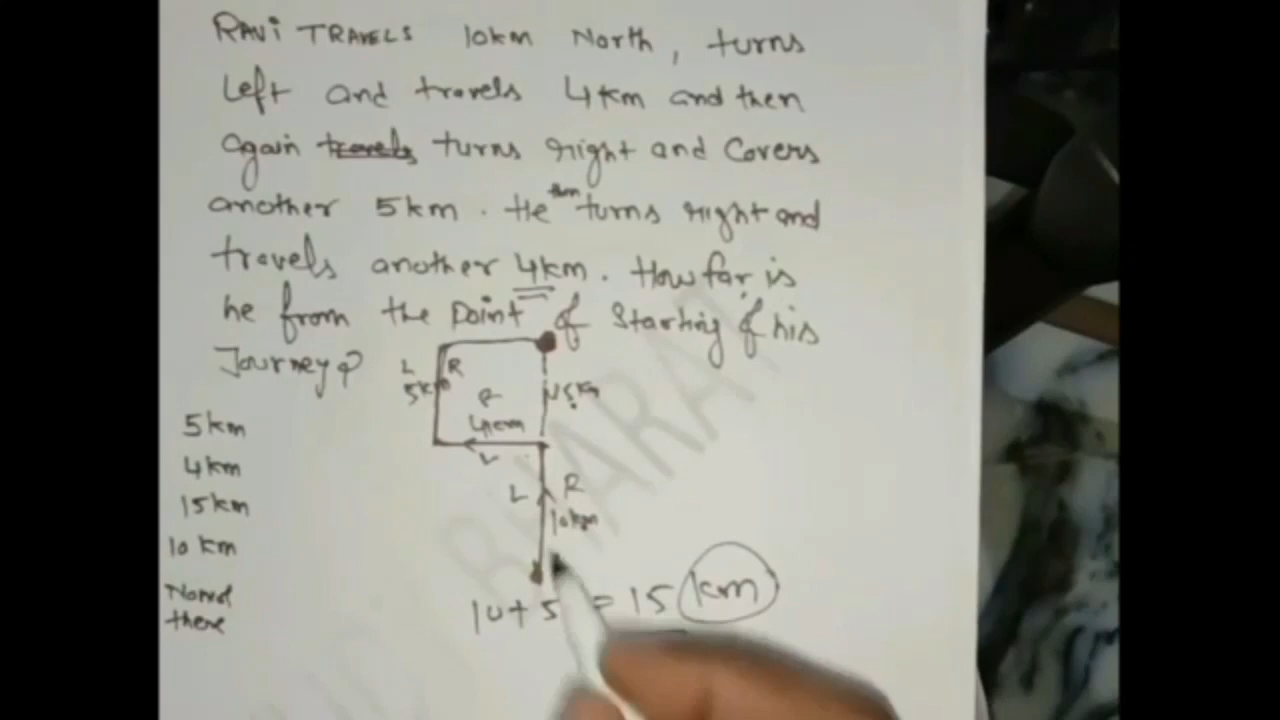 RAVi TRAVELS 10km North, turns
Left and travels 4km and then
again travels turns right and Covers
another 5km. He then turns right and
travels another 4km. How far is
he from the Point of Starting of his
Journey?
L R
5km
4km
L
L R
10km
5km
4km
15km
10 km
there
10+5 = 15 km
BHARAT